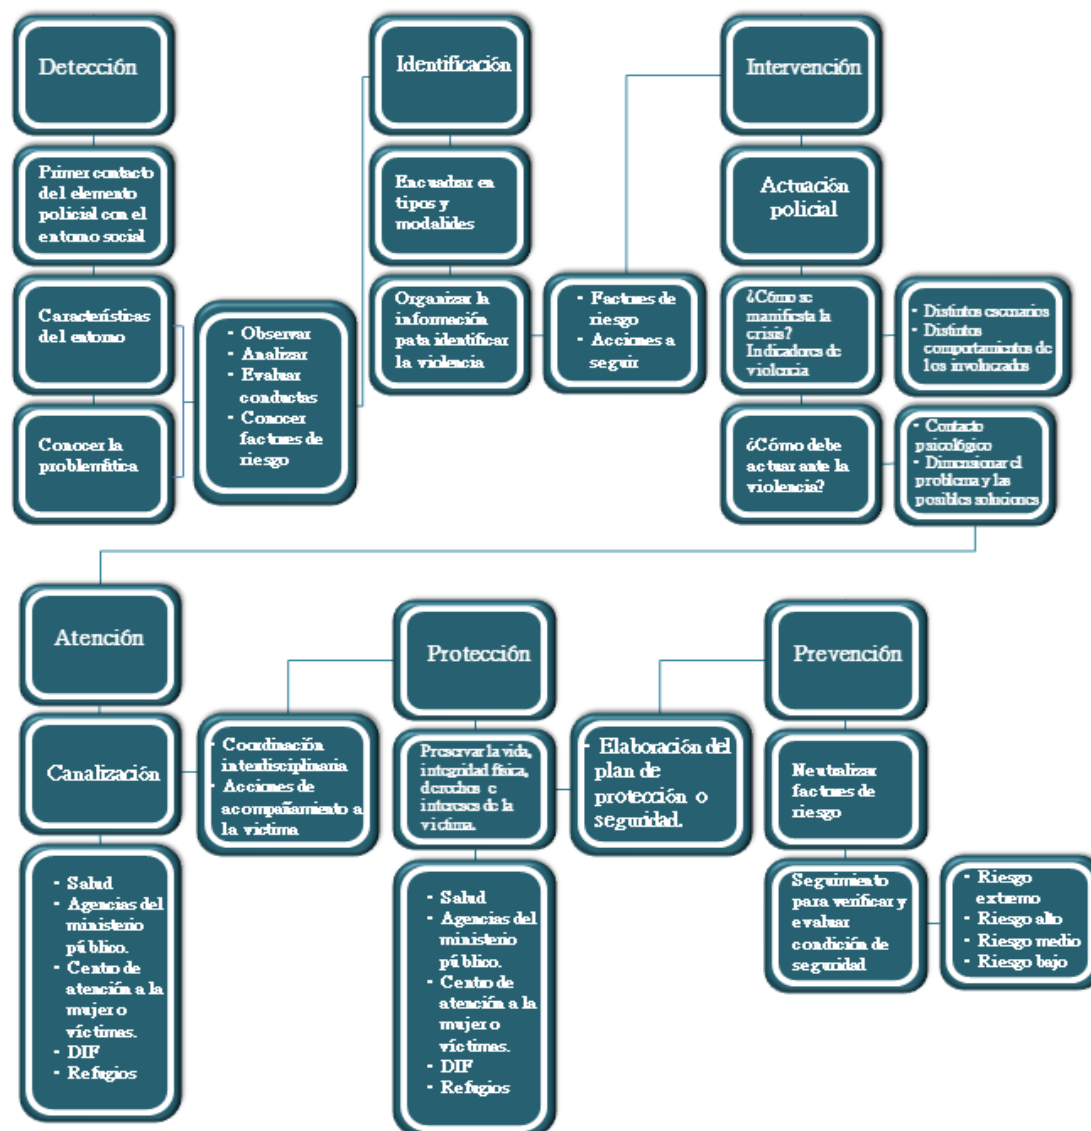 Detección
Primer contacto
del elemento
policial con el
entorno social
Características
del entorno
Conocer la
problemática
- Observar
- Analizar
- Evaluar
conductas
- Conocer
factores de
riesgo
Identificación
Encuadrar en
tipos y
modalides
Organizar la
información
pata identificar
la violencia
- Factores de
riesgo
- Acciones a
seguir
Intervención
Actuación
policial
¿Cómo se
manifiesta la
crisis?
Indicadores de
violencia
- Distintos escenarios
- Distintos
comportamientos de
los involucrados
¿Cómo debe
actuar ante la
violencia?
- Contacto
psicológico
- Dimensionar el
problema y las
posibles soluciones
Atención
Canalización
- Salud
- Agencias del
ministerio
público.
- Centro de
atención a la
mujer o
víctimas.
- DIF
- Refugios
- Coordinación
interdisciplinaria
- Acciones de
acompañamiento a
la victima
Protección
Preservar la vida,
integridad física,
derechos e
intereses de la
victima.
- Salud
- Agencias del
ministerio
público.
- Centro de
atención a la
mujer o
víctimas.
- DIF
- Refugios
- Elaboración del
plan de
protección o
seguridad.
Prevención
Neutralizar
factores de
riesgo
Seguimiento
para verificar y
evaluar
condición de
seguridad
- Riesgo
extremo
- Riesgo alto
- Riesgo medio
- Riesgo bajo